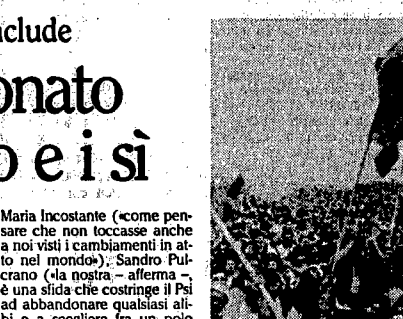 nclude
onato
o e i sì
Maria Incostante («come pen-
sare che non toccasse anche
a noi visti i cambiamenti in at-
to nel mondo»), Sandro Pul-
crano («la nostra – afferma –,
è una sfida che costringe il Psi
ad abbandonare qualsiasi ali-
bi e a scegliere fra un polo